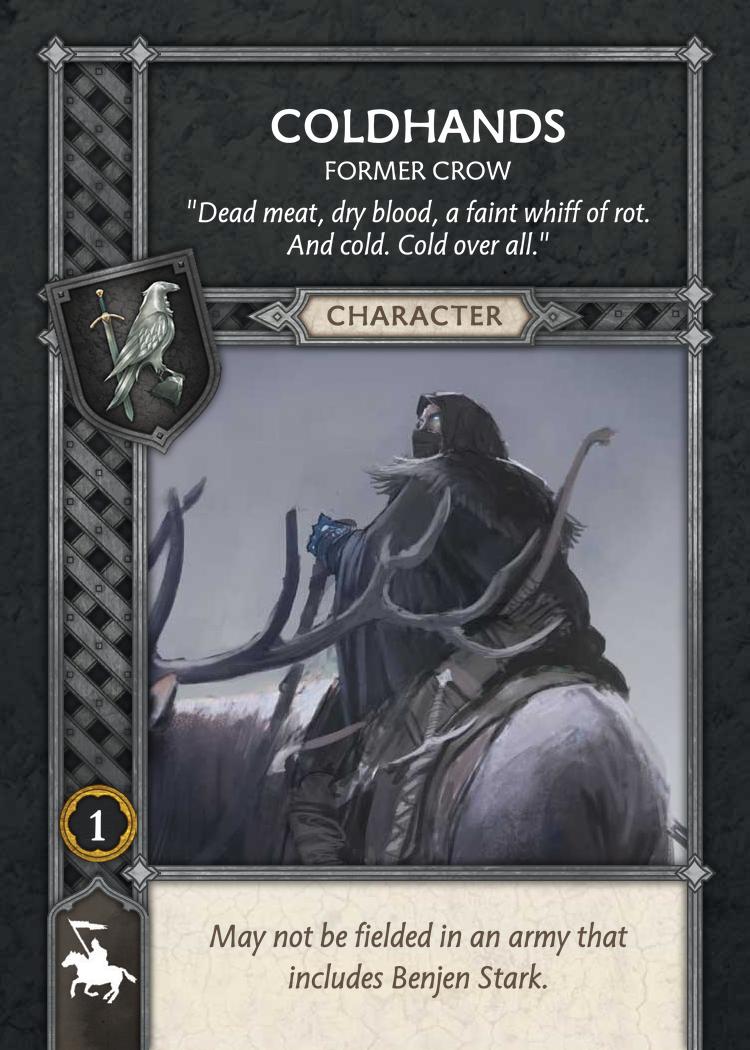 COLDHANDS
FORMER CROW
"Dead meat, dry blood, a faint whiff of rot.
And cold. Cold over all."
CHARACTER
1
May not be fielded in an army that
includes Benjen Stark.